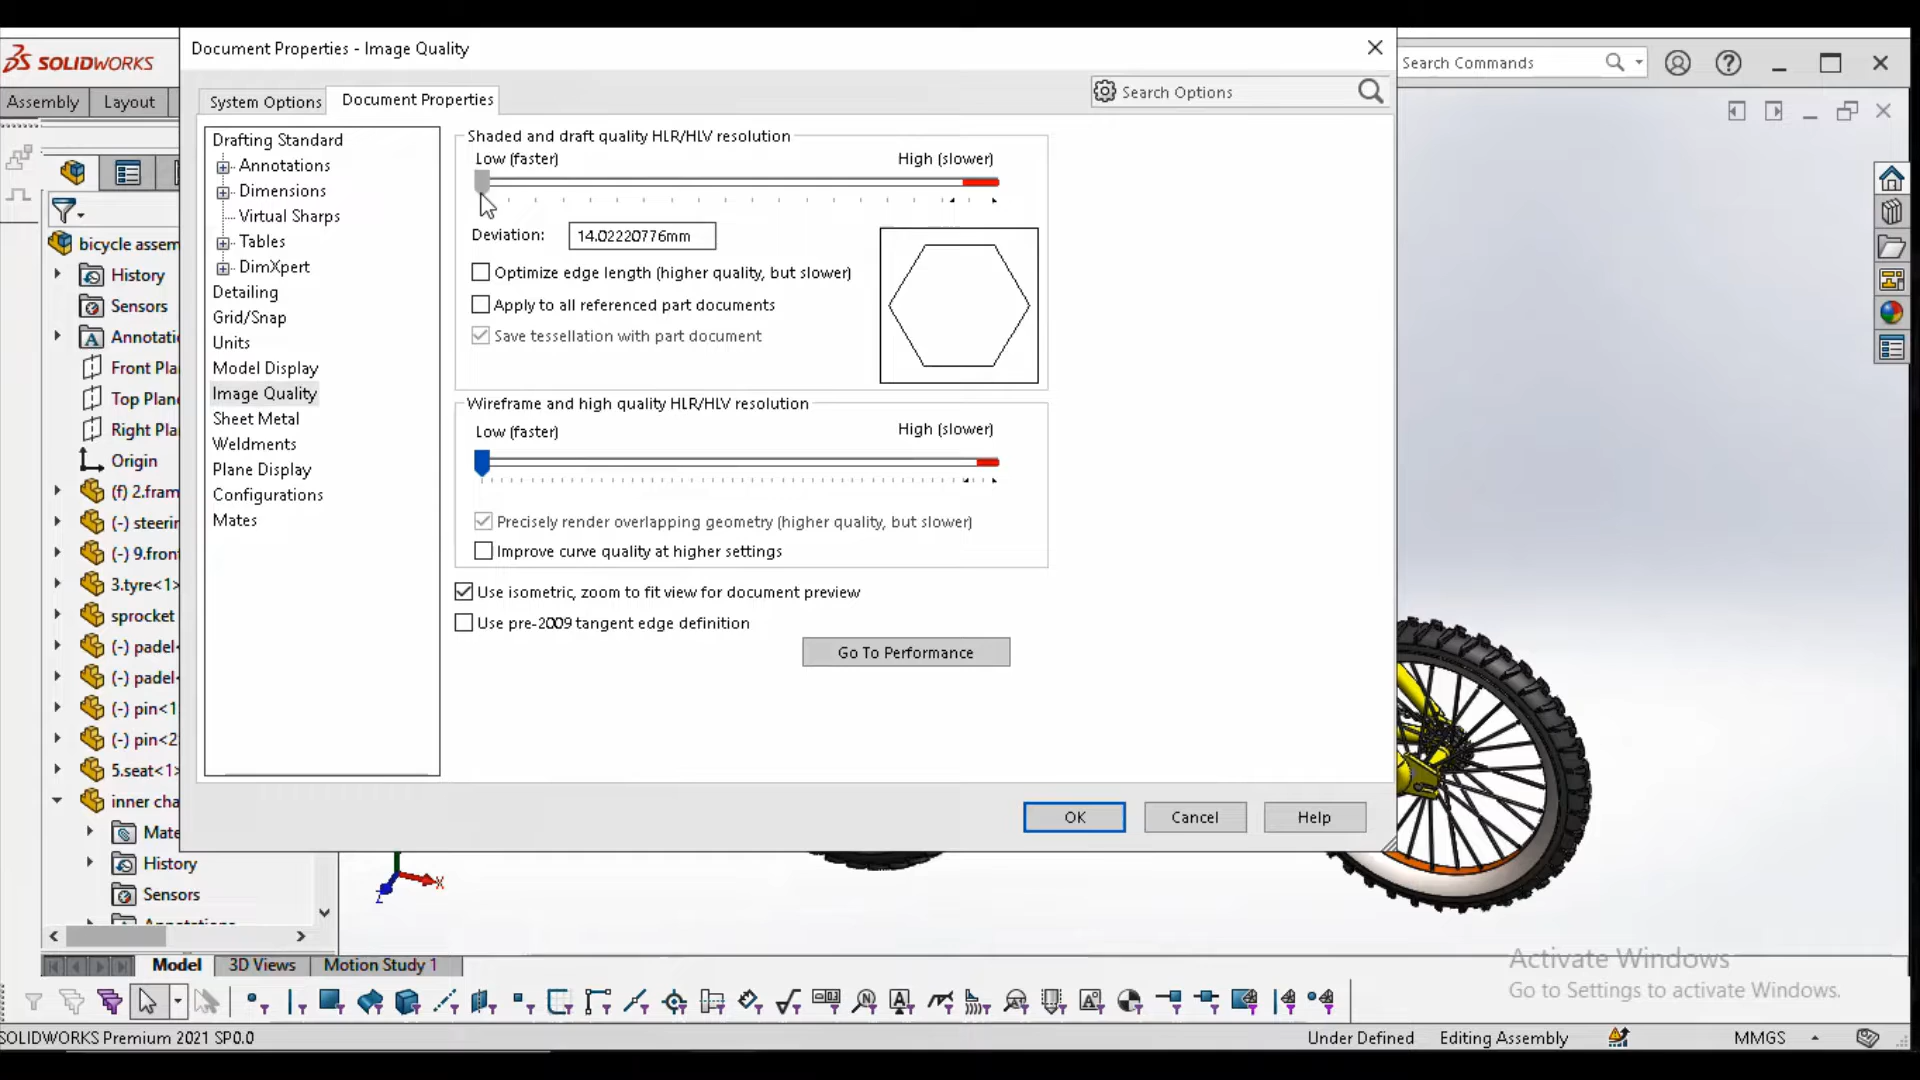 SOLIDWORKS
Document Properties - Image Quality
Search Commands
Assembly
Layout
System Options
Document Properties
Search Options
Drafting Standard
Annotations
Dimensions
Virtual Sharps
Tables
DimXpert
Detailing
Grid/Snap
Units
Model Display
Image Quality
Sheet Metal
Weldments
Plane Display
Configurations
Mates
Shaded and draft quality HLR/HLV resolution
Low (faster)
High (slower)
Deviation:
14.02220776mm
Optimize edge length (higher quality, but slower)
Apply to all referenced part documents
Save tessellation with part document
Wireframe and high quality HLR/HLV resolution
Low (faster)
High (slower)
Precisely render overlapping geometry (higher quality, but slower)
Improve curve quality at higher settings
Use isometric, zoom to fit view for document preview
Use pre-2009 tangent edge definition
Go To Performance
OK
Cancel
Help
bicycle assem
History
Sensors
Annotati
Front Pla
Top Plan
Right Pla
Origin
(f) 2.fram
(-) steerin
(-) 9.front
3.tyre<1>
sprocket
(-) padel<
(-) padel<
(-) pin<1
(-) pin<2
5.seat<1>
inner cha
Mate
History
Sensors
X
Z
Model
3D Views
Motion Study 1
Activate Windows
Go to Settings to activate Windows.
SOLIDWORKS Premium 2021 SP0.0
Under Defined
Editing Assembly
MMGS